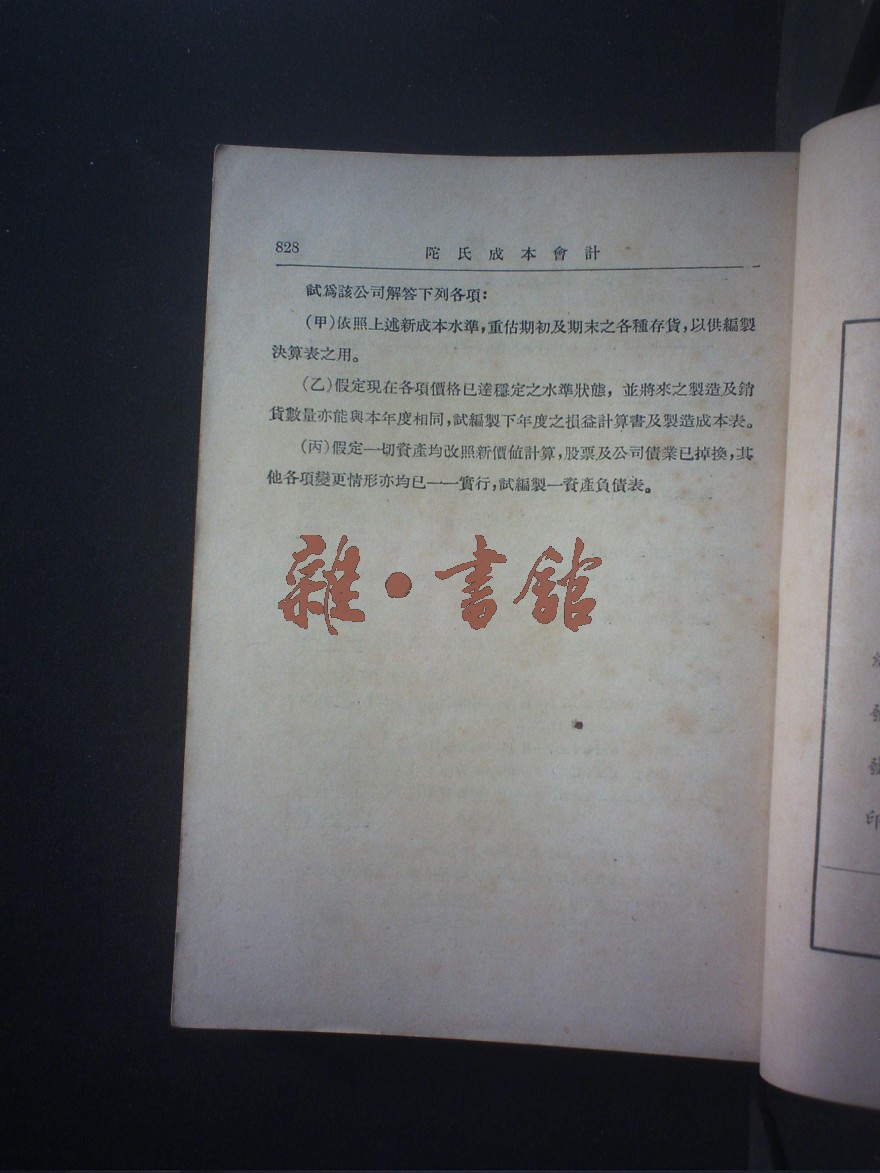 828 陀氏成本會計
試爲該公司解答下列各項：
（甲）依照上述新成本水準，重估期初及期末之各種存貨，以供編製
決算表之用。
（乙）假定現在各項價格已達穩定之水準狀態，並將來之製造及銷
貨數量亦能與本年度相同，試編製下年度之損益計算書及製造成本表。
（丙）假定一切資產均改照新價値計算，股票及公司債業已掉換，其
他各項變更情形亦均已一一實行，試編製一資產負債表。
雜・書館
發
印